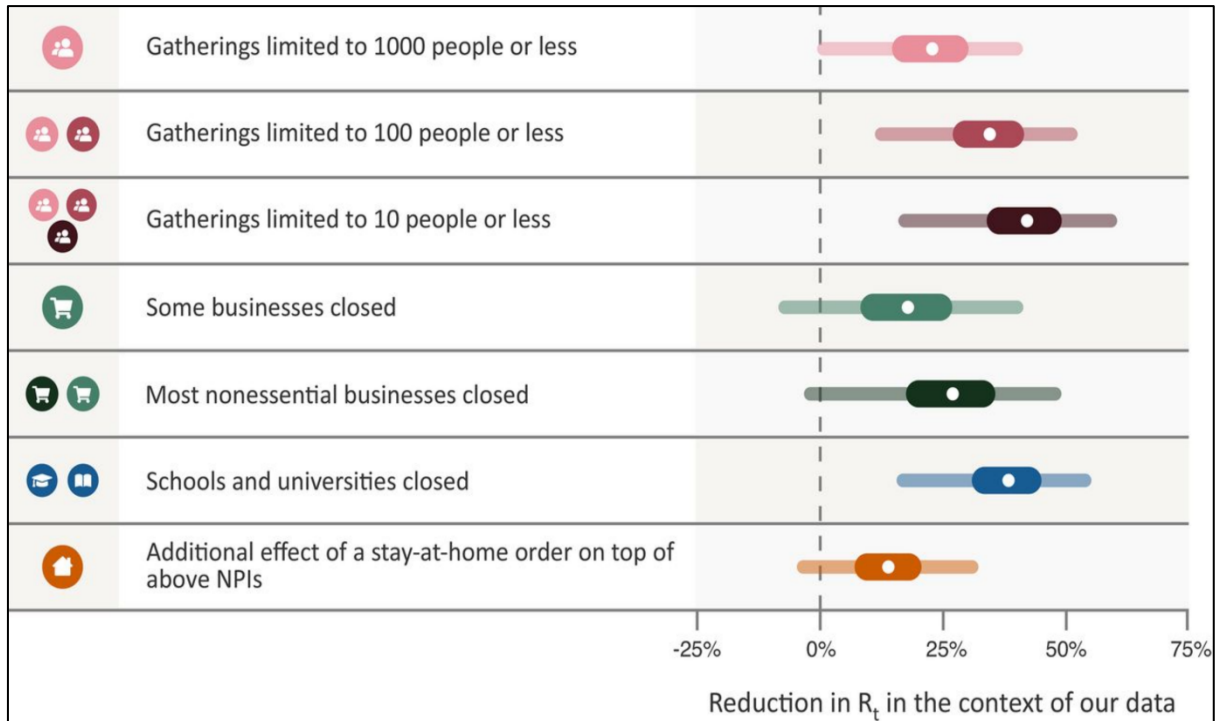 Gatherings limited to 1000 people or less
Gatherings limited to 100 people or less
Gatherings limited to 10 people or less
Some businesses closed
Most nonessential businesses closed
Schools and universities closed
Additional effect of a stay-at-home order on top of
above NPIs
-25% 0% 25% 50% 75%
Reduction in Rt in the context of our data